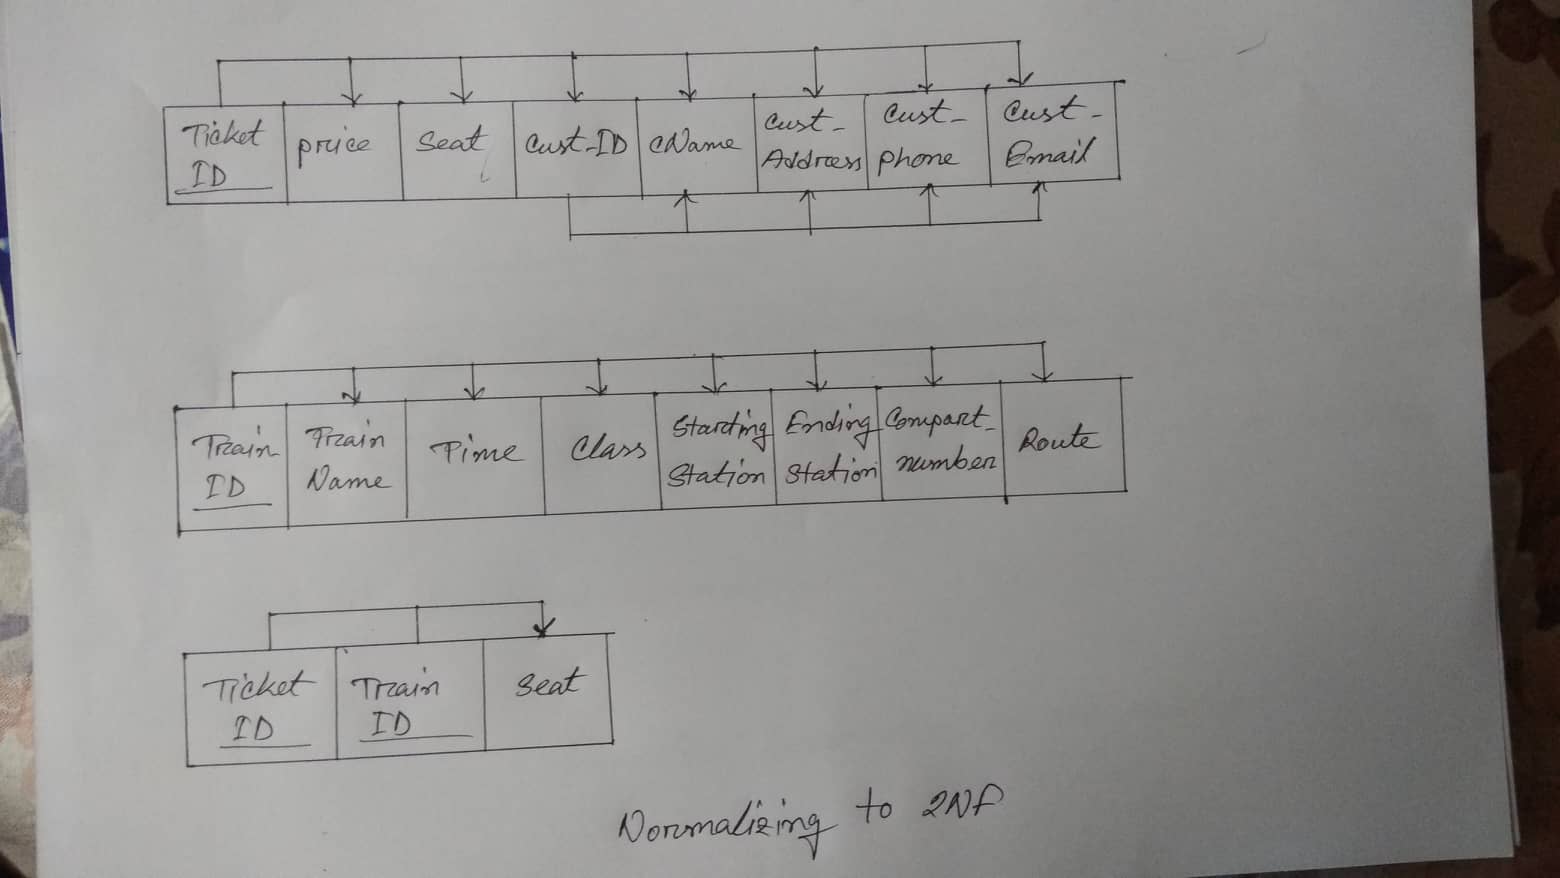 Ticket ID
price
Seat
Cust-ID
CName
Cust-Address
Cust-phone
Cust-Email
Train ID
Train Name
Time
Class
Starting Station
Ending Station
Compart-number
Route
Ticket ID
Train ID
Seat
Normalizing to 2NF